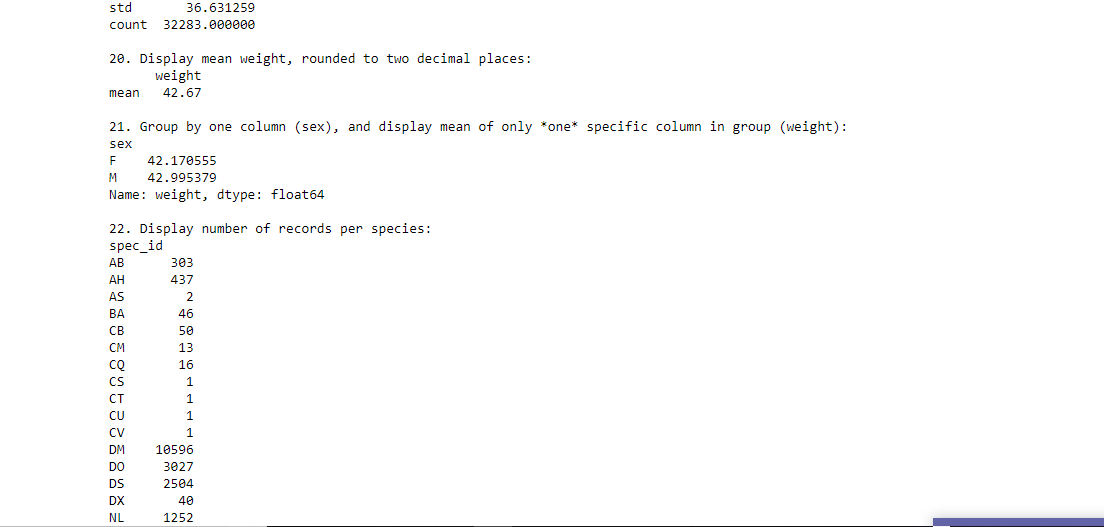 std       36.631259
count  32283.000000
20. Display mean weight, rounded to two decimal places:
      weight
mean   42.67
21. Group by one column (sex), and display mean of only *one* specific column in group (weight):
sex
F    42.170555
M    42.995379
Name: weight, dtype: float64
22. Display number of records per species:
spec_id
AB      303
AH      437
AS        2
BA       46
CB       50
CM       13
CQ       16
CS        1
CT        1
CU        1
CV        1
DM    10596
DO     3027
DS     2504
DX       40
NL     1252